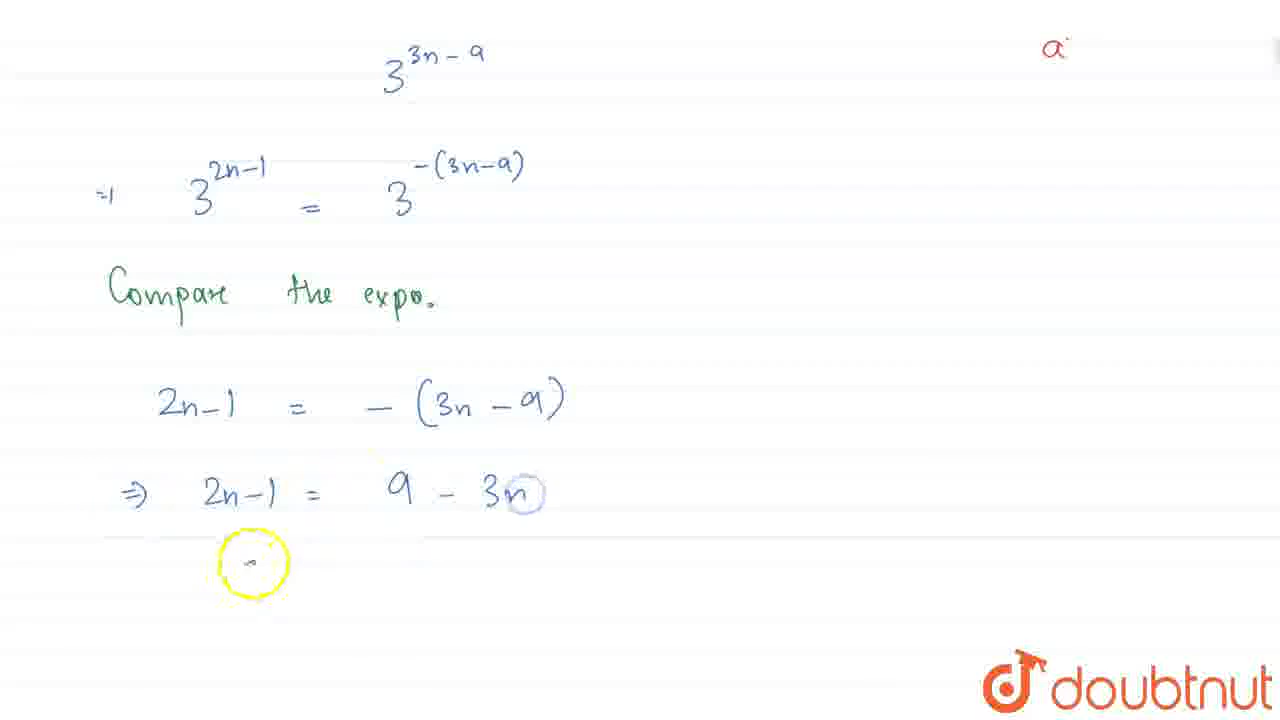 3^{3n-9}
a
⇒ 3^{2n-1} = 3^{-(3n-9)}
Compare the expo.
2n-1 = -(3n-9)
⇒ 2n-1 = 9-3n
doubtnut